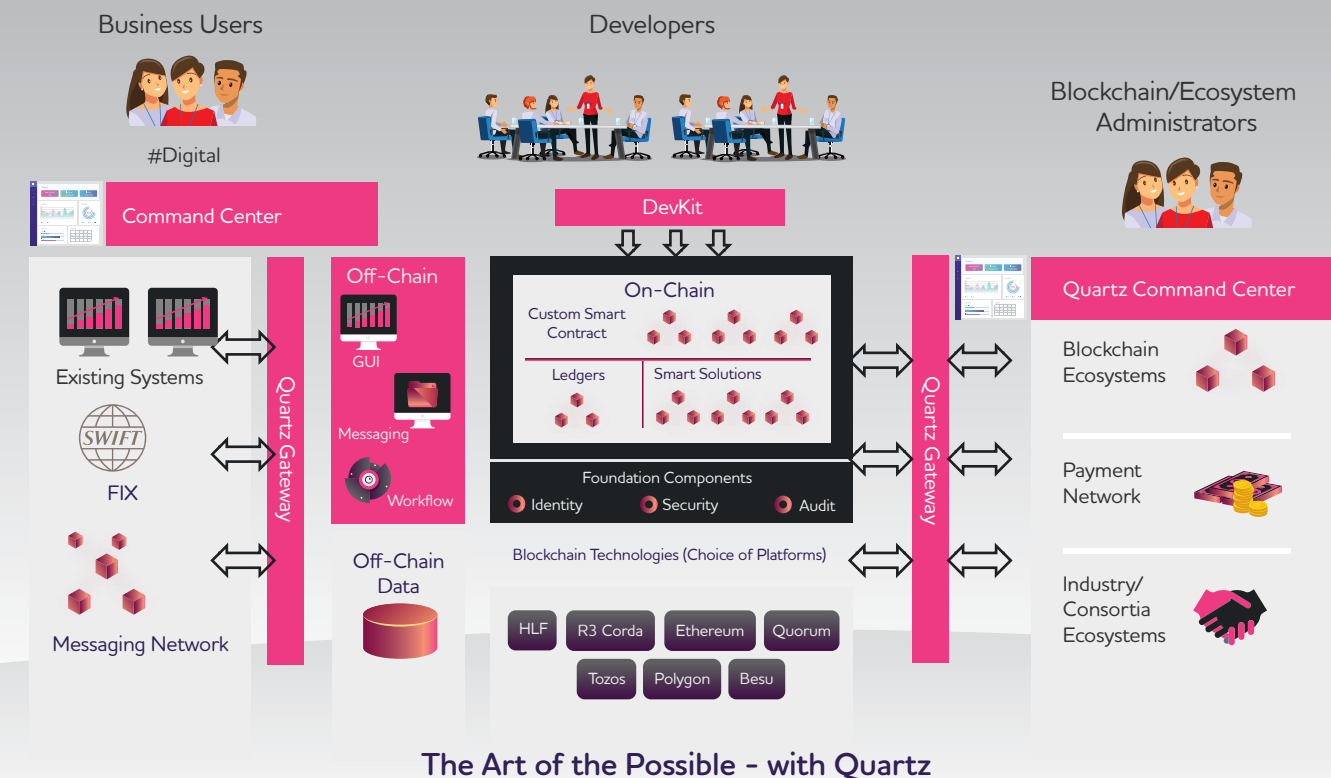 Business Users
#Digital
Command Center
Developers
DevKit
Blockchain/Ecosystem
Administrators
Existing Systems
SWIFT
FIX
Messaging Network
Quartz Gateway
Off-Chain
GUI
Messaging
Workflow
Off-Chain
Data
On-Chain
Custom Smart
Contract
Ledgers
Smart Solutions
Foundation Components
Identity
Security
Audit
Blockchain Technologies (Choice of Platforms)
HLF
R3 Corda
Ethereum
Quorum
Tozos
Polygon
Besu
Quartz Gateway
Quartz Command Center
Blockchain
Ecosystems
Payment
Network
Industry/
Consortia
Ecosystems
The Art of the Possible - with Quartz